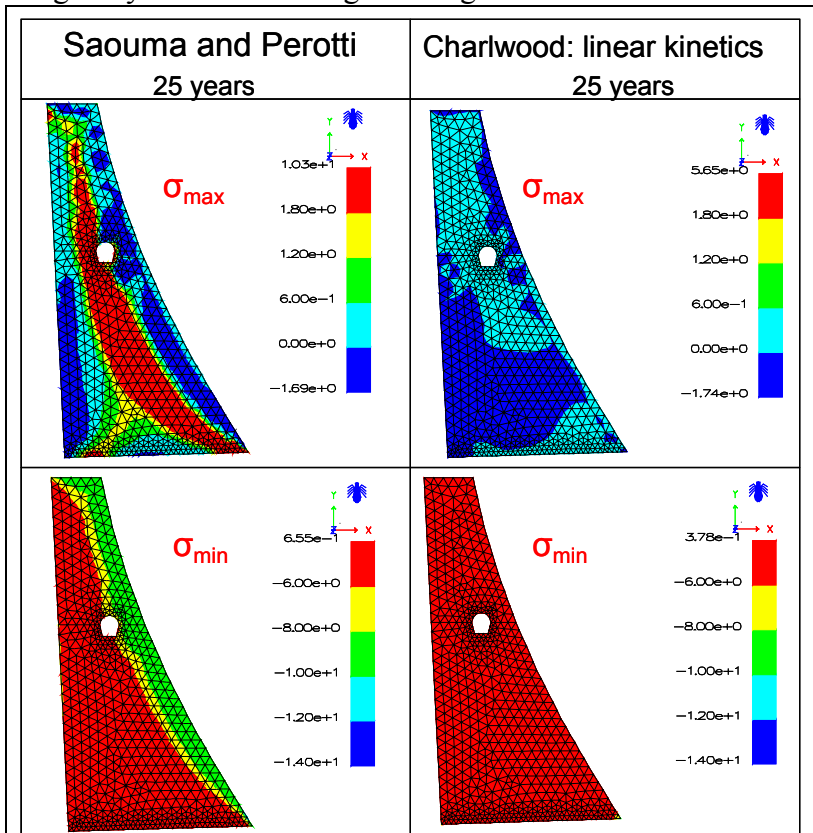 Saouma and Perotti
25 years
Charlwood: linear kinetics
25 years
Y
Z
X
σmax
1.03e+1
1.80e+0
1.20e+0
6.00e-1
0.00e+0
-1.69e+0
Y
Z
X
σmax
5.65e+0
1.80e+0
1.20e+0
6.00e-1
0.00e+0
-1.74e+0
Y
Z
X
σmin
6.55e-1
-6.00e+0
-8.00e+0
-1.00e+1
-1.20e+1
-1.40e+1
Y
Z
X
σmin
3.78e-1
-6.00e+0
-8.00e+0
-1.00e+1
-1.20e+1
-1.40e+1